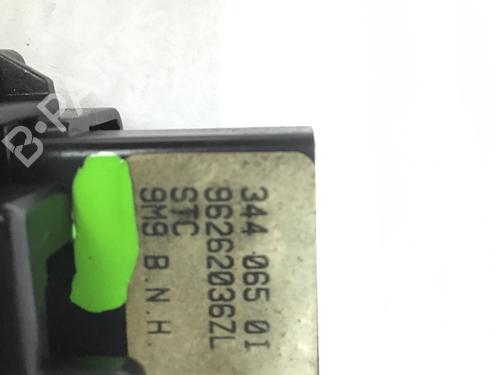 344 065 01
96262036ZL
STC
9M9 B.N.H.
B-PARTS